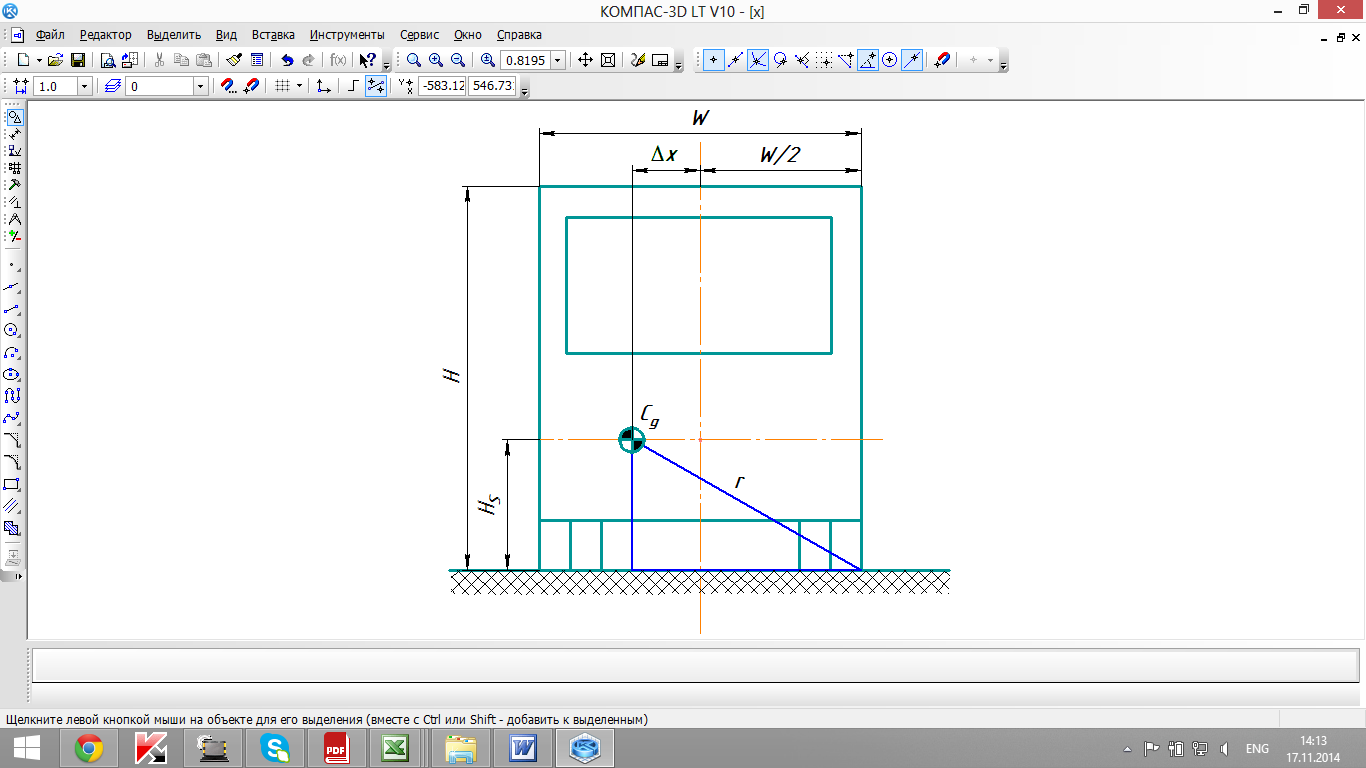 КОМПАС-3D LT V10 - [x]
Файл Редактор Выделить Вид Вставка Инструменты Сервис Окно Справка
f(x) 0.8195
1.0 0 -583.12 546.73
W
Δx W/2
H
Cg
r
HS
Щелкните левой кнопкой мыши на объекте для его выделения (вместе с Ctrl или Shift - добавить к выделенным)
PDF ENG 14:13
17.11.2014